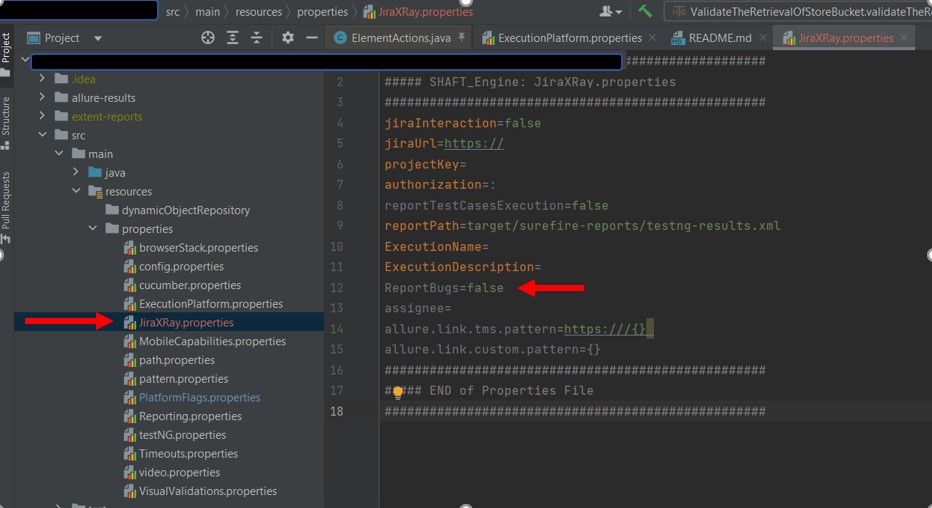 src › main › resources › properties › JiraXRay.properties
ValidateTheRetrievalOfStoreBucket.validateTheR
Project
ElementActions.java
ExecutionPlatform.properties
README.md
JiraXRay.properties
Project
Structure
Pull Requests
.idea
allure-results
extent-reports
src
main
java
resources
dynamicObjectRepository
properties
browserStack.properties
config.properties
cucumber.properties
ExecutionPlatform.properties
JiraXRay.properties
MobileCapabilities.properties
path.properties
pattern.properties
PlatformFlags.properties
Reporting.properties
testNG.properties
Timeouts.properties
video.properties
VisualValidations.properties
###################
2 ##### SHAFT_Engine: JiraXRay.properties
3 ###################################################
4 jiraInteraction=false
5 jiraUrl=https://
6 projectKey=
7 authorization=:
8 reportTestCasesExecution=false
9 reportPath=target/surefire-reports/testng-results.xml
10 ExecutionName=
11 ExecutionDescription=
12 ReportBugs=false
13 assignee=
14 allure.link.tms.pattern=https:///{}
15 allure.link.custom.pattern={}
16 ###################################################
17 ##### END of Properties File
18 ###################################################